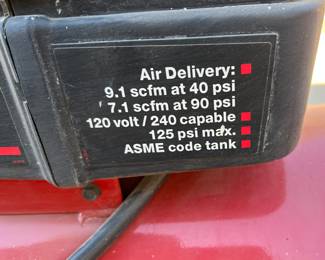 Air Delivery:
9.1 scfm at 40 psi
7.1 scfm at 90 psi
120 volt / 240 capable
125 psi max.
ASME code tank